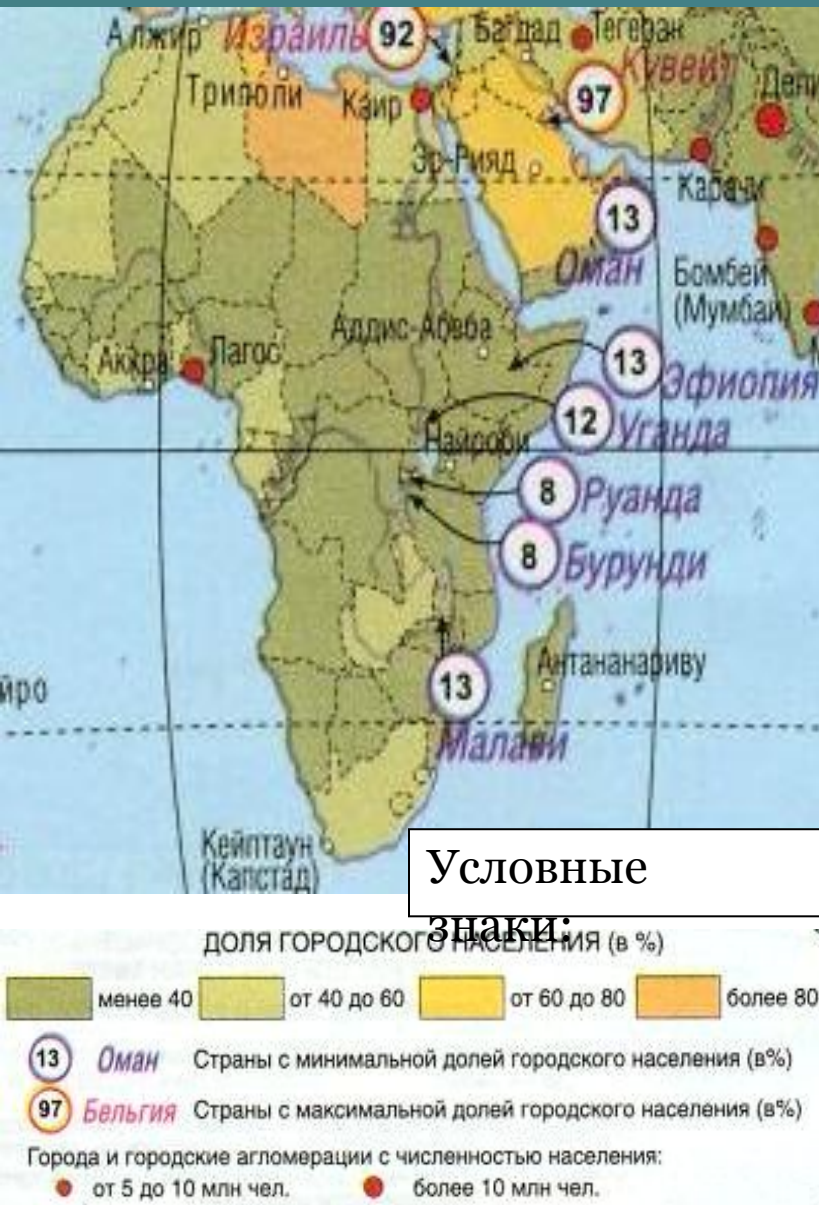 Алжир Израиль 92 Багдад Тегеран
Кувейт
Триполи Каир 97 Дели
Эр-Рияд
Карачи
13
Оман Бомбей
(Мумбаи)
Аддис-Абеба
Аккра Лагос 13 Эфиопия
12 Уганда
Найроби
8 Руанда
8 Бурунди
Антананариву
13
Малави
Кейптаун
(Капстад)
Условные
знаки:
ДОЛЯ ГОРОДСКОГО НАСЕЛЕНИЯ (в %)
менее 40 от 40 до 60 от 60 до 80 более 80
13 Оман Страны с минимальной долей городского населения (в%)
97 Бельгия Страны с максимальной долей городского населения (в%)
Города и городские агломерации с численностью населения:
от 5 до 10 млн чел. более 10 млн чел.